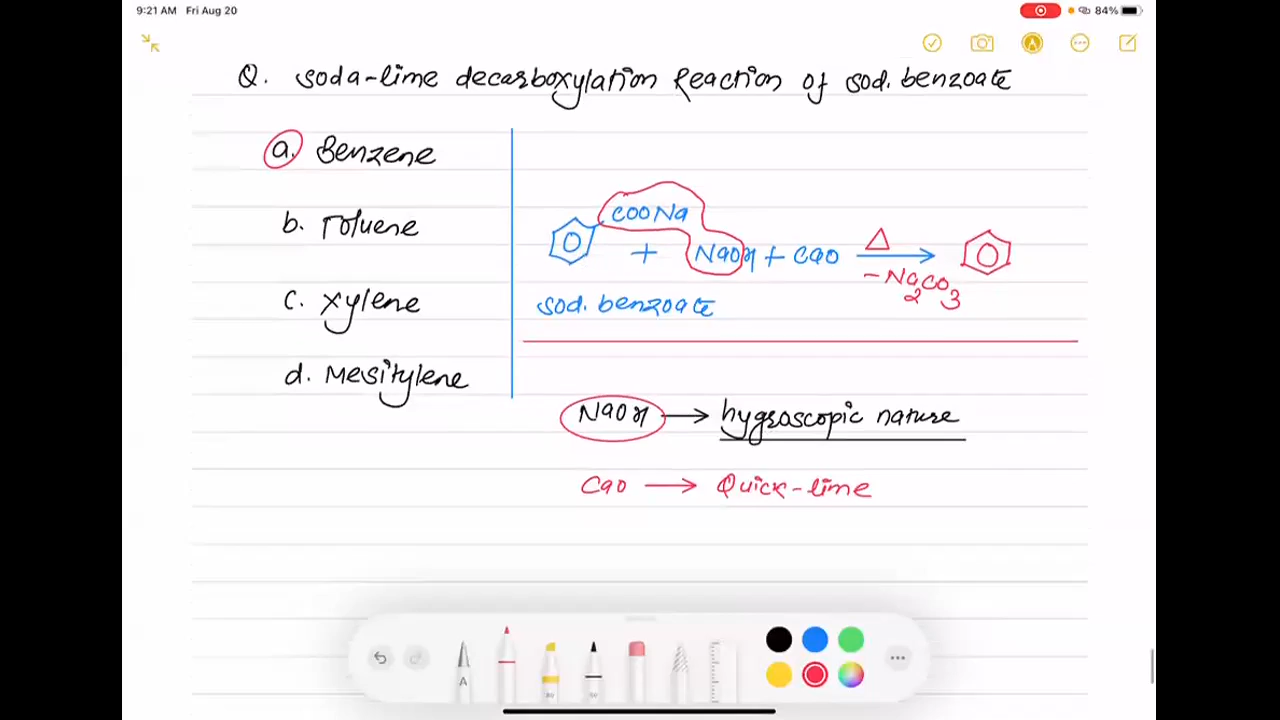 9:21 AM Fri Aug 20
84%
Q. soda-lime decarboxylation Reaction of sod. benzoate
a. Benzene
b. Toluene
c. xylene
d. Mesitylene
COONa
+ NaOH + CaO △ -Na2CO3
sod. benzoate
NaOH → hygroscopic nature
CaO → Quick-lime
A